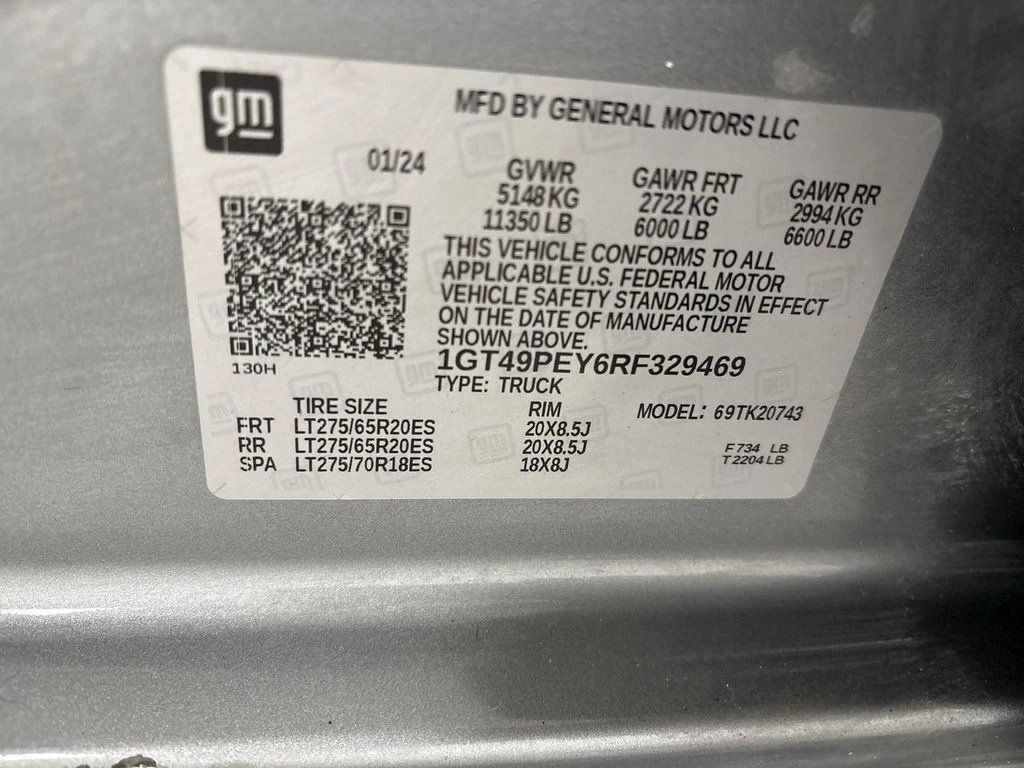 gm
MFD BY GENERAL MOTORS LLC
01/24 GVWR GAWR FRT GAWR RR
5148 KG 2722 KG 2994 KG
11350 LB 6000 LB 6600 LB
THIS VEHICLE CONFORMS TO ALL
APPLICABLE U.S. FEDERAL MOTOR
VEHICLE SAFETY STANDARDS IN EFFECT
ON THE DATE OF MANUFACTURE
SHOWN ABOVE.
130H
1GT49PEY6RF329469
TYPE: TRUCK
TIRE SIZE RIM MODEL: 69TK20743
FRT LT275/65R20ES 20X8.5J
RR LT275/65R20ES 20X8.5J F734 LB
SPA LT275/70R18ES 18X8J T2204LB